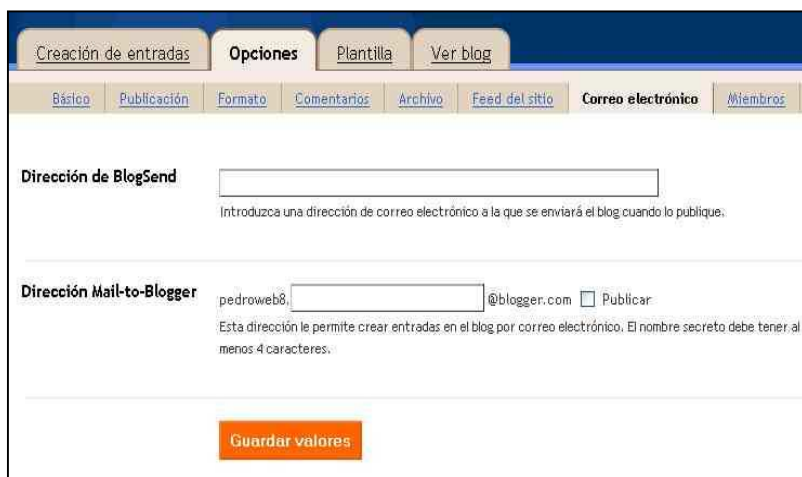 Creación de entradas Opciones Plantilla Ver blog
Básico Publicación Formato Comentarios Archivo Feed del sitio Correo electrónico Miembros
Dirección de BlogSend
Introduzca una dirección de correo electrónico a la que se enviará el blog cuando lo publique.
Dirección Mail-to-Blogger pedroweb8. @blogger.com Publicar
Esta dirección le permite crear entradas en el blog por correo electrónico. El nombre secreto debe tener al
menos 4 caracteres.
Guardar valores